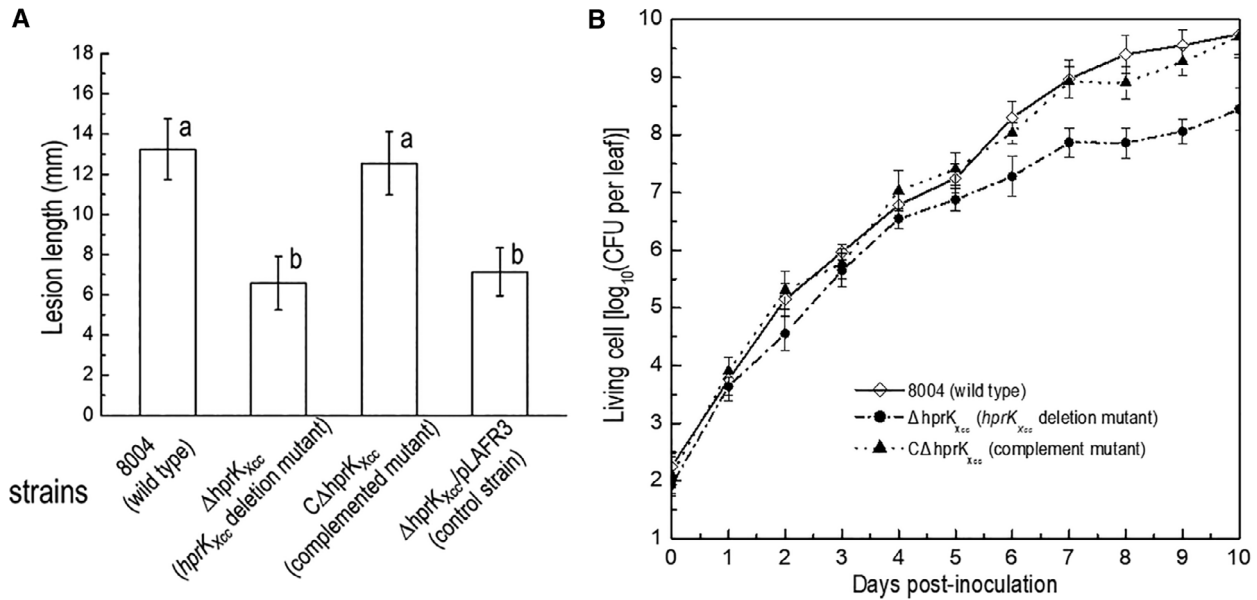 A
18
16
14
12
10
8
6
4
2
0
Lesion length (mm)
a
b
a
b
strains
8004
(wild type)
ΔhprKXcc
(hprKXcc deletion mutant)
CΔhprKXcc
(complemented mutant)
ΔhprKXcc/pLAFR3
(control strain)
B
10
9
8
7
6
5
4
3
2
1
Living cell [log10(CFU per leaf)]
8004 (wild type)
ΔhprKXcc (hprKXcc deletion mutant)
CΔhprKXcc (complement mutant)
0 1 2 3 4 5 6 7 8 9 10
Days post-inoculation